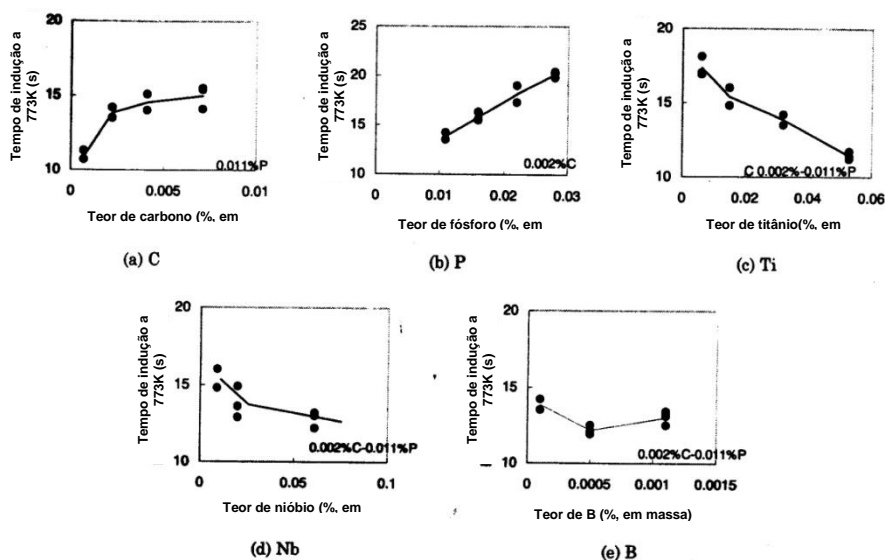 20
15
10
Tempo de indução a
773K (s)
0.011%P
0
0.005
0.01
Teor de carbono (%, em
(a) C
25
20
15
10
Tempo de indução a
773K (s)
0.002%C
0
0.01
0.02
0.03
Teor de fósforo (%, em
(b) P
20
15
10
Tempo de indução a
773K (s)
C 0.002%-0.011%P
0
0.02
0.04
0.06
Teor de titânio(%, em
(c) Ti
20
15
10
Tempo de indução a
773K (s)
0.002%C-0.011%P
0
0.05
0.1
Teor de nióbio (%, em
(d) Nb
20
15
10
Tempo de indução a
773K (s)
0.002%C-0.011%P
0
0.0005
0.001
0.0015
Teor de B (%, em massa)
(e) B